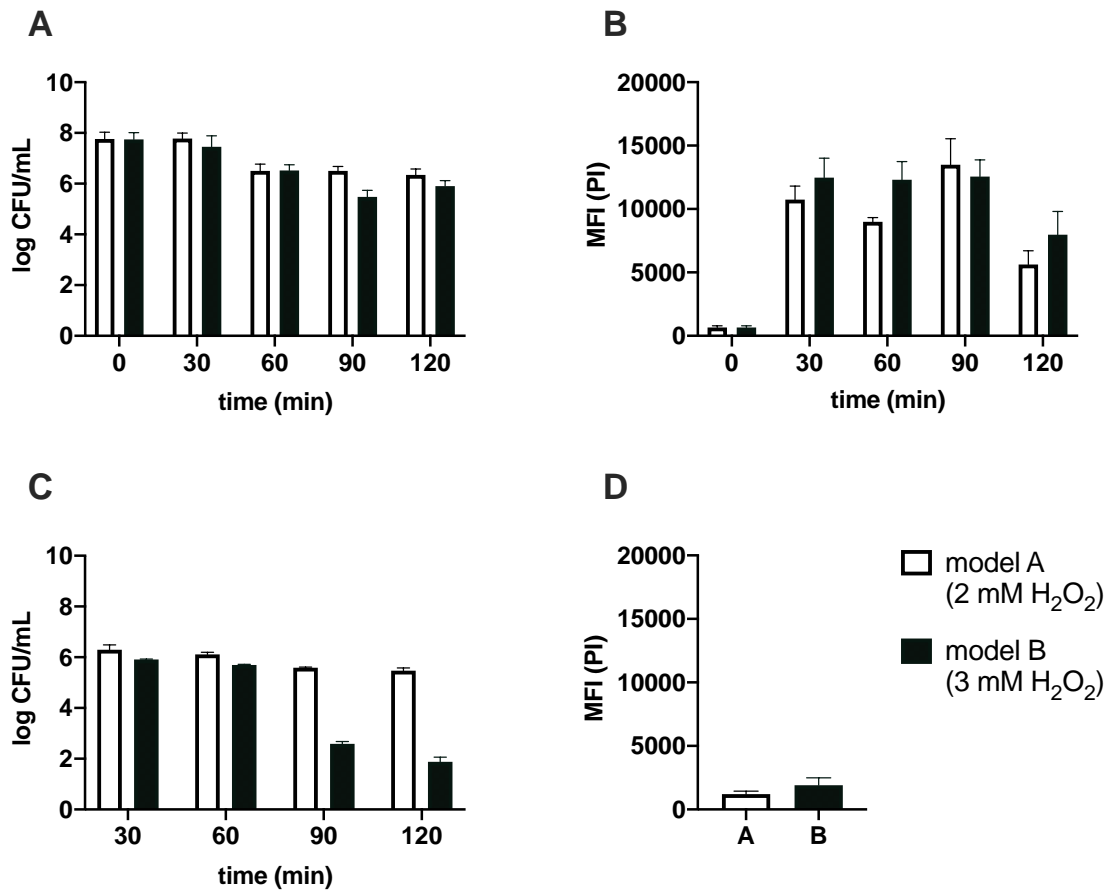 A
10
8
6
4
2
0
log CFU/mL
0 30 60 90 120
time (min)
B
20000
15000
10000
5000
0
MFI (PI)
0 30 60 90 120
time (min)
C
10
8
6
4
2
0
log CFU/mL
30 60 90 120
time (min)
D
20000
15000
10000
5000
0
MFI (PI)
A B
model A
(2 mM H₂O₂)
model B
(3 mM H₂O₂)